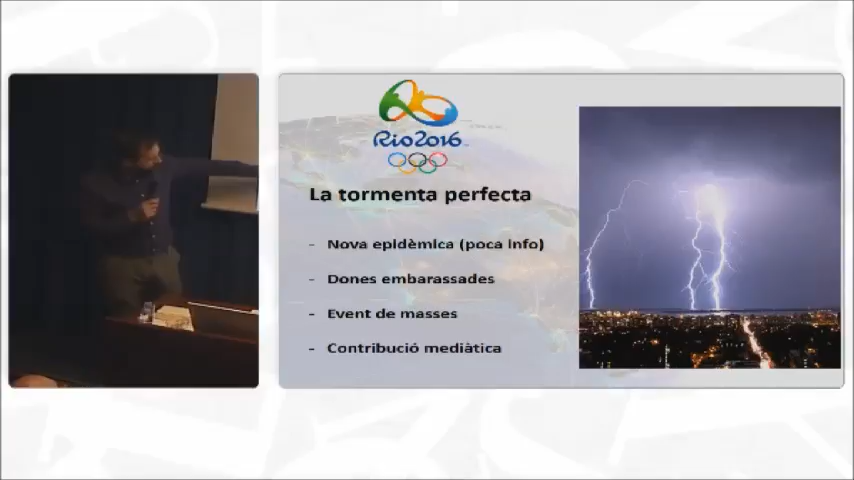 Rio2016
La tormenta perfecta
- Nova epidèmica (poca info)
- Dones embarassades
- Event de masses
- Contribució mediàtica